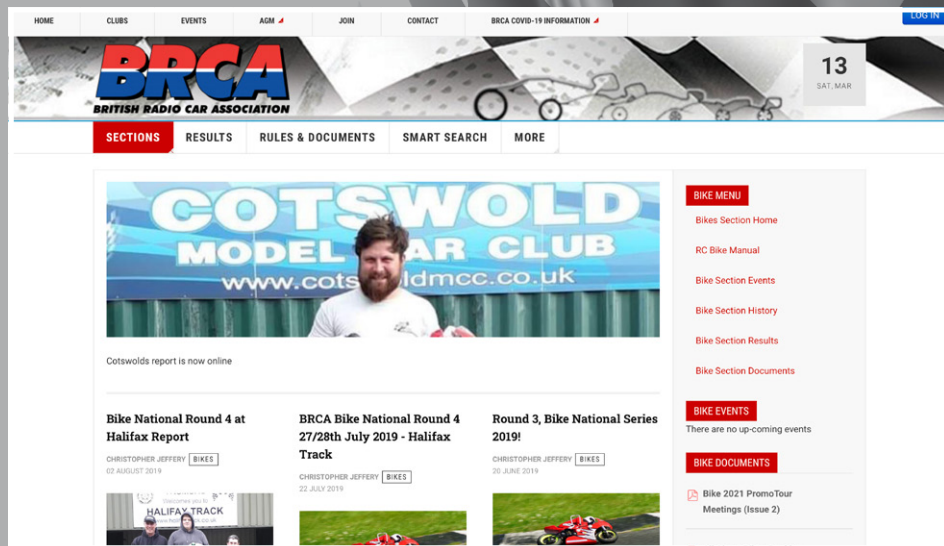 HOME CLUBS EVENTS AGM JOIN CONTACT BRCA COVID-19 INFORMATION LOG IN
BRCA
BRITISH RADIO CAR ASSOCIATION
13
SAT, MAR
SECTIONS RESULTS RULES & DOCUMENTS SMART SEARCH MORE
COTSWOLD
MODEL CAR CLUB
www.cots ldmcc.co.uk
Cotswolds report is now online
Bike National Round 4 at
Halifax Report
CHRISTOPHER JEFFERY BIKES
02 AUGUST 2019
HALIFAX TRACK
BRCA Bike National Round 4
27/28th July 2019 - Halifax
Track
CHRISTOPHER JEFFERY BIKES
22 JULY 2019
Round 3, Bike National Series
2019!
CHRISTOPHER JEFFERY BIKES
20 JUNE 2019
BIKE MENU
Bikes Section Home
RC Bike Manual
Bike Section Events
Bike Section History
Bike Section Results
Bike Section Documents
BIKE EVENTS
There are no up-coming events
BIKE DOCUMENTS
Bike 2021 PromoTour
Meetings (Issue 2)